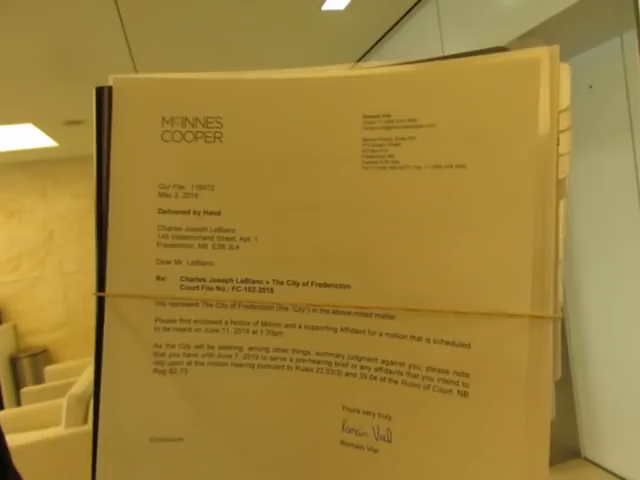 McINNES
COOPER
Our File: 118073
May 3, 2019
Delivered by Hand
Charles Joseph LeBlanc
Fredericton, NB E3B 3L4
Dear Mr. LeBlanc
Re: Charles Joseph LeBlanc v The City of Fredericton
Court File No.: FC-102-2015
We represent The City of Fredericton (the "City") in the above noted matter.
Please find enclosed a Notice of Motion and a supporting Affidavit for a motion that is scheduled
to be heard on June 11, 2019 at 1:30pm.
As the City will be seeking, among other things, summary judgment against you, please note
that you have until June 7, 2019 to serve a pre-hearing brief or any affidavits that you intend to
rely upon at the motion hearing pursuant to Rules 22.03(3) and 39.04 of the Rules of Court, NB
Reg 82-73
Yours very truly,
Romain Viel
Romain Viel
Enclosures